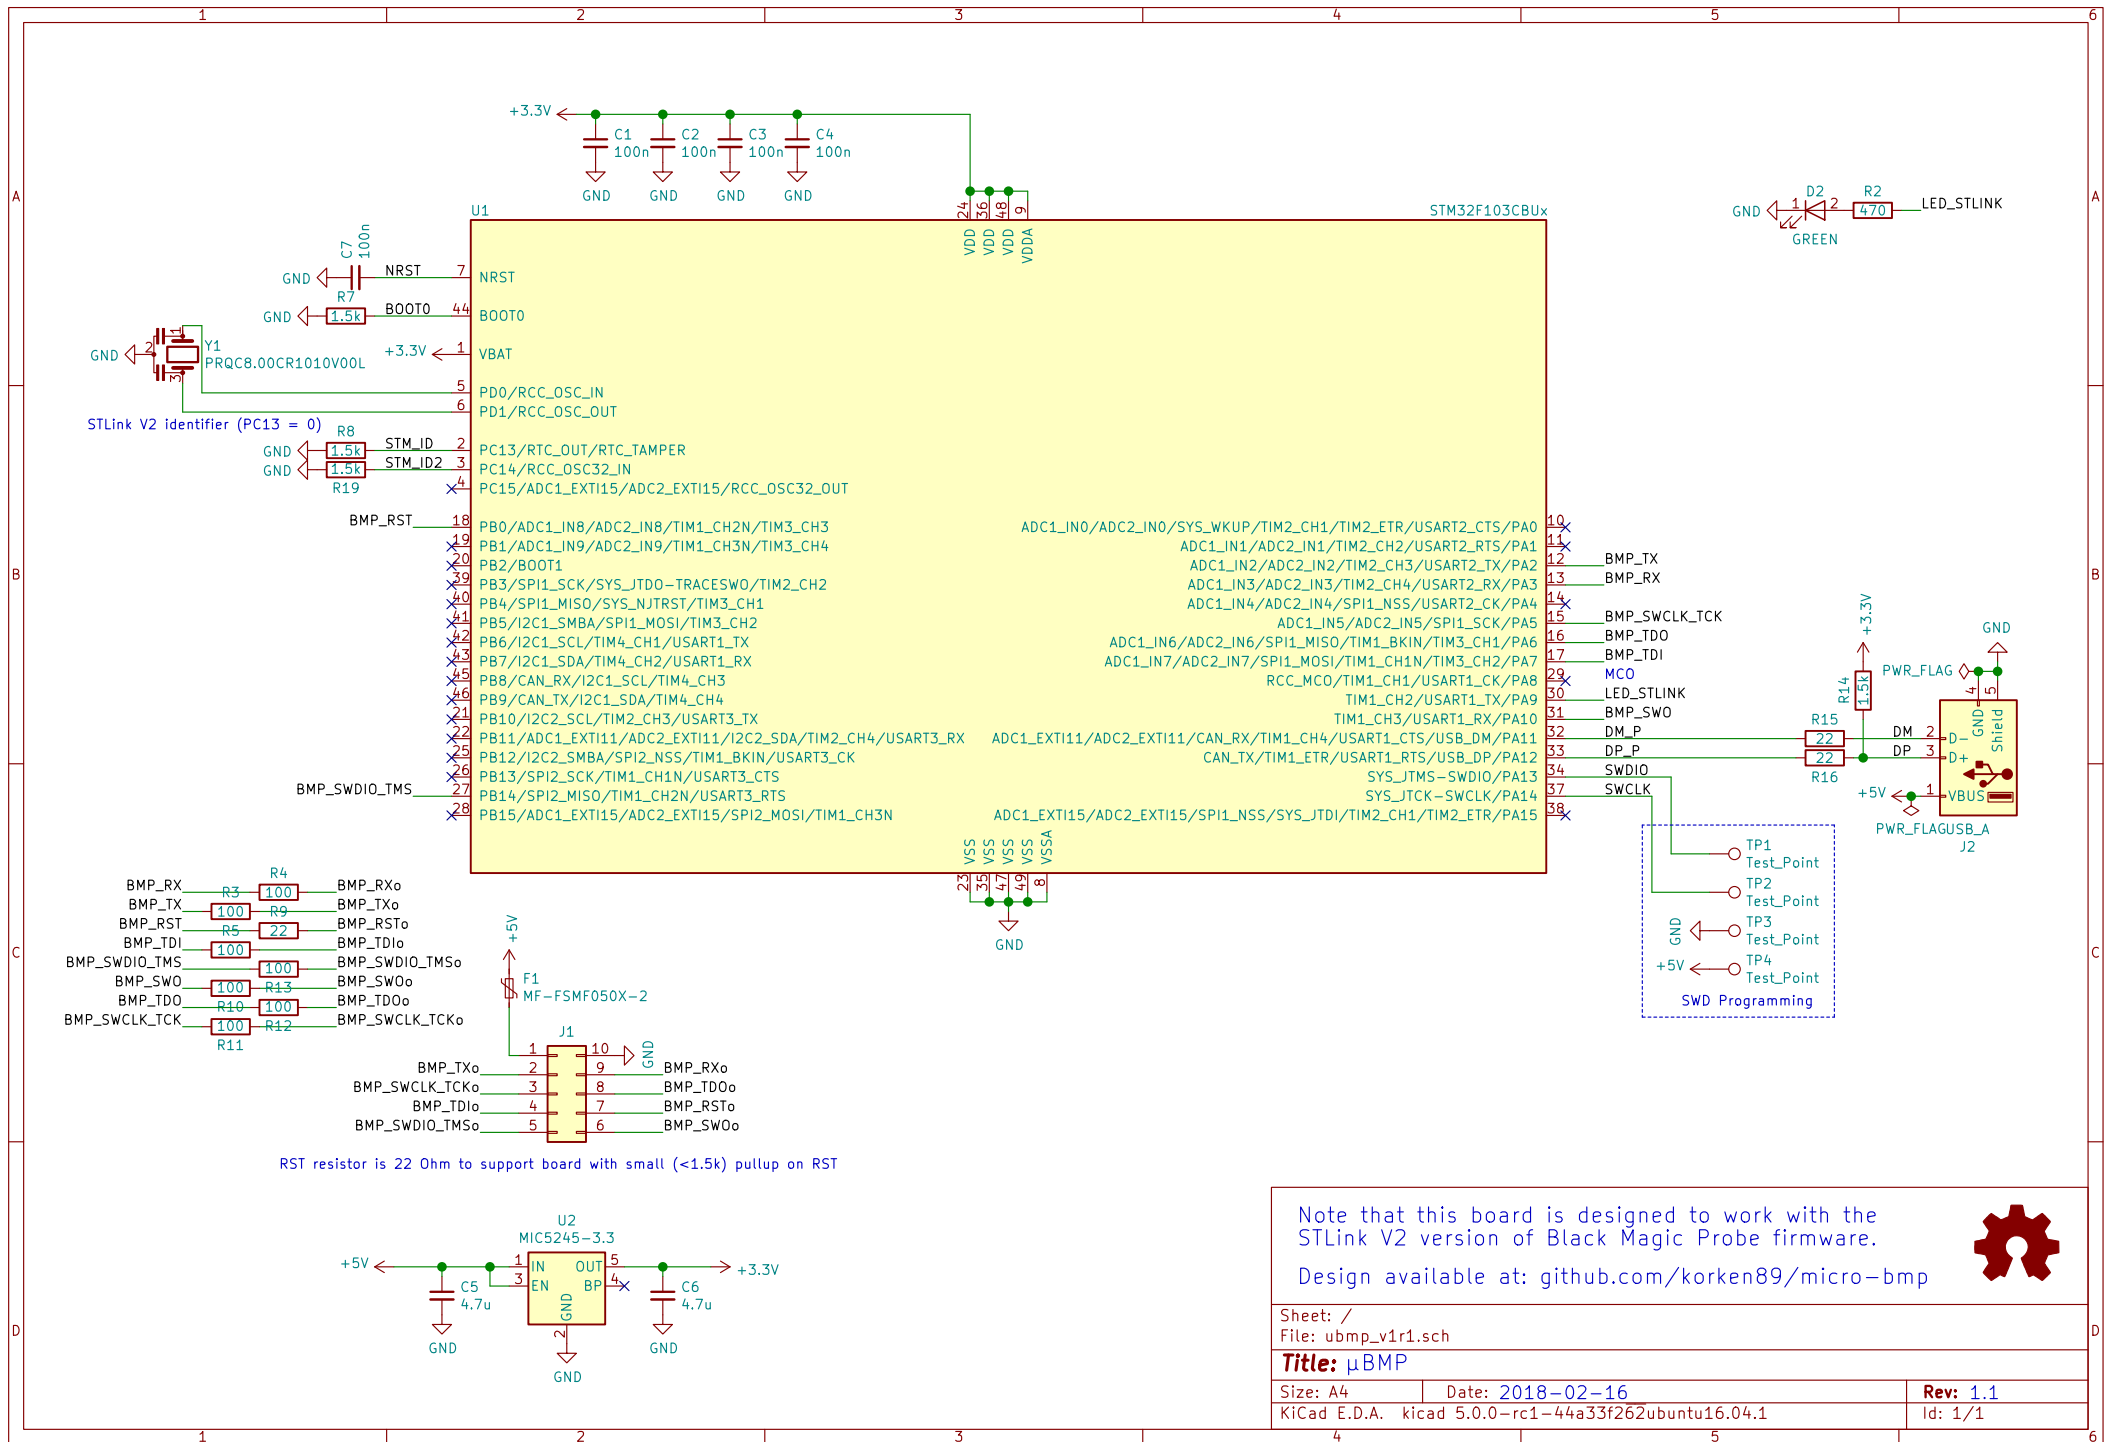 1 2 3 4 5 6
A
B
C
D
+3.3V
C1
100n
C2
100n
C3
100n
C4
100n
GND GND GND GND
U1
STM32F103CBUx
24 36 48 9
VDD VDD VDD VDDA
D2
GREEN
R2
470
GND
1 2
LED_STLINK
C7
100n
GND
NRST
7 NRST
R7
1.5k
GND
BOOT0
44 BOOT0
+3.3V
1 VBAT
GND
2
1
3
Y1
PRQC8.00CR1010V00L
5 PD0/RCC_OSC_IN
6 PD1/RCC_OSC_OUT
STLink V2 identifier (PC13 = 0)
R8
1.5k
GND
STM_ID
2 PC13/RTC_OUT/RTC_TAMPER
GND
1.5k
R19
STM_ID2
3 PC14/RCC_OSC32_IN
4 PC15/ADC1_EXTI15/ADC2_EXTI15/RCC_OSC32_OUT
BMP_RST
18 PB0/ADC1_IN8/ADC2_IN8/TIM1_CH2N/TIM3_CH3
19 PB1/ADC1_IN9/ADC2_IN9/TIM1_CH3N/TIM3_CH4
20 PB2/BOOT1
39 PB3/SPI1_SCK/SYS_JTDO-TRACESWO/TIM2_CH2
40 PB4/SPI1_MISO/SYS_NJTRST/TIM3_CH1
41 PB5/I2C1_SMBA/SPI1_MOSI/TIM3_CH2
42 PB6/I2C1_SCL/TIM4_CH1/USART1_TX
43 PB7/I2C1_SDA/TIM4_CH2/USART1_RX
45 PB8/CAN_RX/I2C1_SCL/TIM4_CH3
46 PB9/CAN_TX/I2C1_SDA/TIM4_CH4
21 PB10/I2C2_SCL/TIM2_CH3/USART3_TX
22 PB11/ADC1_EXTI11/ADC2_EXTI11/I2C2_SDA/TIM2_CH4/USART3_RX
25 PB12/I2C2_SMBA/SPI2_NSS/TIM1_BKIN/USART3_CK
26 PB13/SPI2_SCK/TIM1_CH1N/USART3_CTS
BMP_SWDIO_TMS
27 PB14/SPI2_MISO/TIM1_CH2N/USART3_RTS
28 PB15/ADC1_EXTI15/ADC2_EXTI15/SPI2_MOSI/TIM1_CH3N
ADC1_IN0/ADC2_IN0/SYS_WKUP/TIM2_CH1/TIM2_ETR/USART2_CTS/PA0 10
ADC1_IN1/ADC2_IN1/TIM2_CH2/USART2_RTS/PA1 11
ADC1_IN2/ADC2_IN2/TIM2_CH3/USART2_TX/PA2 12 BMP_TX
ADC1_IN3/ADC2_IN3/TIM2_CH4/USART2_RX/PA3 13 BMP_RX
ADC1_IN4/ADC2_IN4/SPI1_NSS/USART2_CK/PA4 14
ADC1_IN5/ADC2_IN5/SPI1_SCK/PA5 15 BMP_SWCLK_TCK
ADC1_IN6/ADC2_IN6/SPI1_MISO/TIM1_BKIN/TIM3_CH1/PA6 16 BMP_TDO
ADC1_IN7/ADC2_IN7/SPI1_MOSI/TIM1_CH1N/TIM3_CH2/PA7 17 BMP_TDI
RCC_MCO/TIM1_CH1/USART1_CK/PA8 29 MCO
TIM1_CH2/USART1_TX/PA9 30 LED_STLINK
TIM1_CH3/USART1_RX/PA10 31 BMP_SWO
ADC1_EXTI11/ADC2_EXTI11/CAN_RX/TIM1_CH4/USART1_CTS/USB_DM/PA11 32 DM_P
CAN_TX/TIM1_ETR/USART1_RTS/USB_DP/PA12 33 DP_P
SYS_JTMS-SWDIO/PA13 34 SWDIO
SYS_JTCK-SWCLK/PA14 37 SWCLK
ADC1_EXTI15/ADC2_EXTI15/SPI1_NSS/SYS_JTDI/TIM2_CH1/TIM2_ETR/PA15 38
VSS VSS VSS VSS VSSA
23 35 47 49 8
GND
+3.3V
R14
1.5k
R15
22
22
R16
DM
DP
GND
PWR_FLAG
4 5
GND Shield
2 D-
3 D+
+5V
1 VBUS
PWR_FLAG
USB_A
J2
TP1
Test_Point
TP2
Test_Point
GND
TP3
Test_Point
+5V
TP4
Test_Point
SWD Programming
R4
BMP_RX 100 BMP_RXo
R3
BMP_TX 100 BMP_TXo
R9
BMP_RST 22 BMP_RSTo
R5
BMP_TDI 100 BMP_TDIo
BMP_SWDIO_TMS 100 BMP_SWDIO_TMSo
BMP_SWO 100 R13 BMP_SWOo
BMP_TDO R10 100 BMP_TDOo
BMP_SWCLK_TCK 100 R12 BMP_SWCLK_TCKo
R11
+5V
F1
MF-FSMF050X-2
J1
1 10 GND
BMP_TXo 2 9 BMP_RXo
BMP_SWCLK_TCKo 3 8 BMP_TDOo
BMP_TDIo 4 7 BMP_RSTo
BMP_SWDIO_TMSo 5 6 BMP_SWOo
RST resistor is 22 Ohm to support board with small (<1.5k) pullup on RST
U2
MIC5245-3.3
+5V
1 IN OUT 5
+3.3V
3 EN BP 4
GND
2
C5
4.7u
GND
C6
4.7u
GND
GND
Note that this board is designed to work with the
STLink V2 version of Black Magic Probe firmware.
Design available at: github.com/korken89/micro-bmp
Sheet: /
File: ubmp_v1r1.sch
Title: μBMP
Size: A4 Date: 2018-02-16 Rev: 1.1
KiCad E.D.A. kicad 5.0.0-rc1-44a33f262ubuntu16.04.1 Id: 1/1
A
B
C
D
1 2 3 4 5 6